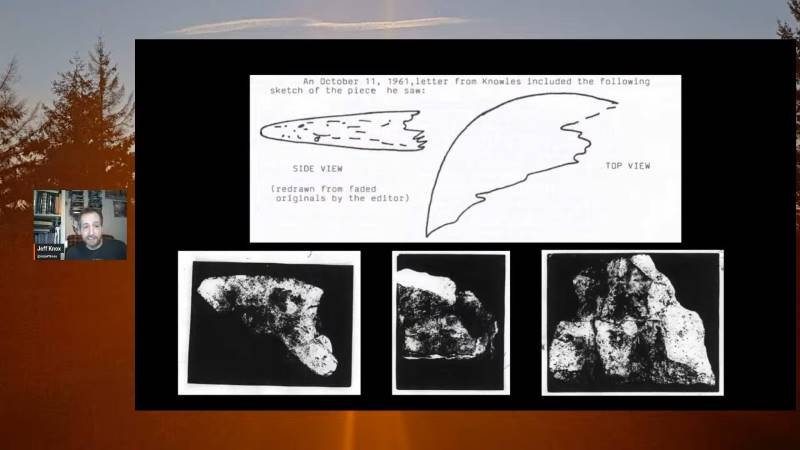 An October 11, 1961,letter from Knowles included the following
sketch of the piece he saw:
SIDE VIEW
TOP VIEW
(redrawn from faded
originals by the editor)
Jeff Knox